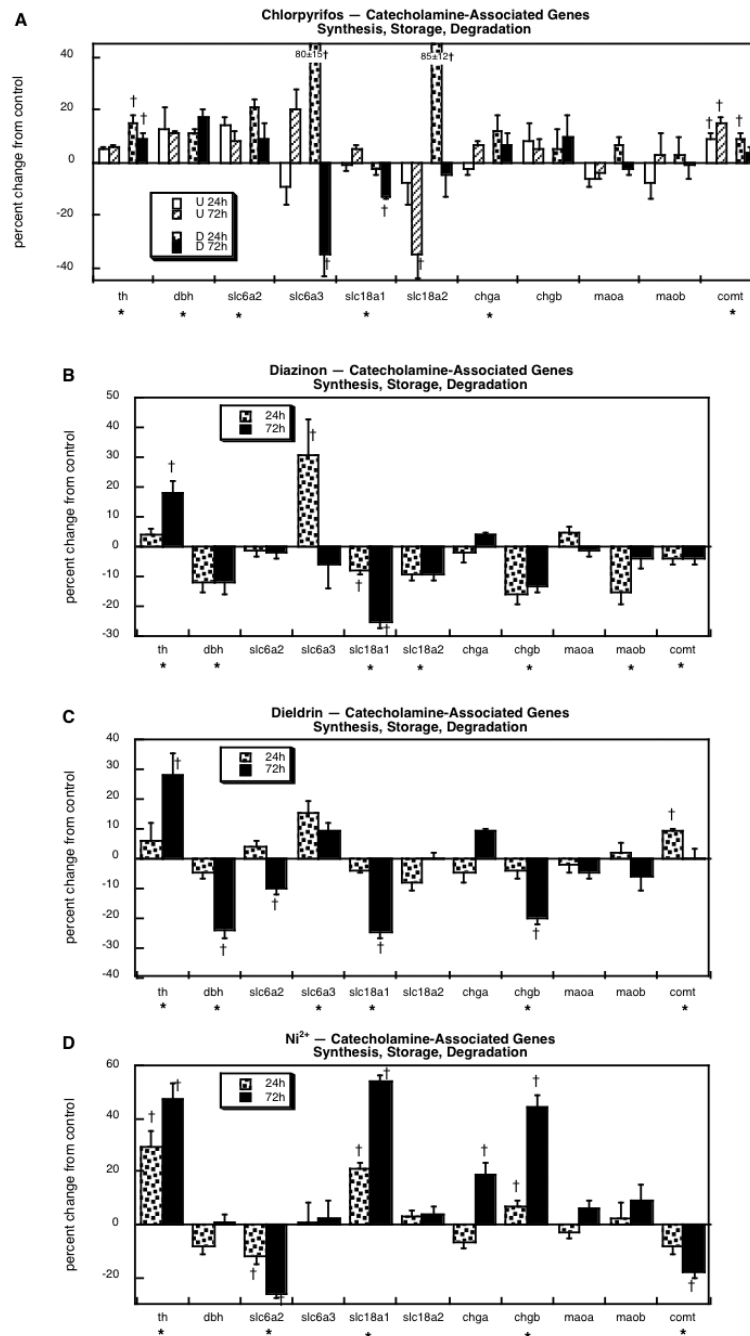 A
Chlorpyrifos — Catecholamine-Associated Genes
Synthesis, Storage, Degradation
percent change from control
40
20
0
-20
-40
80±15†
85±12†
† † † † † † † †
U 24h
U 72h
D 24h
D 72h
th dbh slc6a2 slc6a3 slc18a1 slc18a2 chga chgb maoa maob comt
* * * * * *
B
Diazinon — Catecholamine-Associated Genes
Synthesis, Storage, Degradation
percent change from control
50
40
30
20
10
0
-10
-20
-30
24h
72h
† † † †
th dbh slc6a2 slc6a3 slc18a1 slc18a2 chga chgb maoa maob comt
* * * * * * *
C
Dieldrin — Catecholamine-Associated Genes
Synthesis, Storage, Degradation
percent change from control
40
30
20
10
0
-10
-20
-30
-40
24h
72h
† † † † † †
th dbh slc6a2 slc6a3 slc18a1 slc18a2 chga chgb maoa maob comt
* * * * * *
D
Ni²⁺ — Catecholamine-Associated Genes
Synthesis, Storage, Degradation
percent change from control
60
40
20
0
-20
24h
72h
† † † † † † † † † †
th dbh slc6a2 slc6a3 slc18a1 slc18a2 chga chgb maoa maob comt
* * * * *